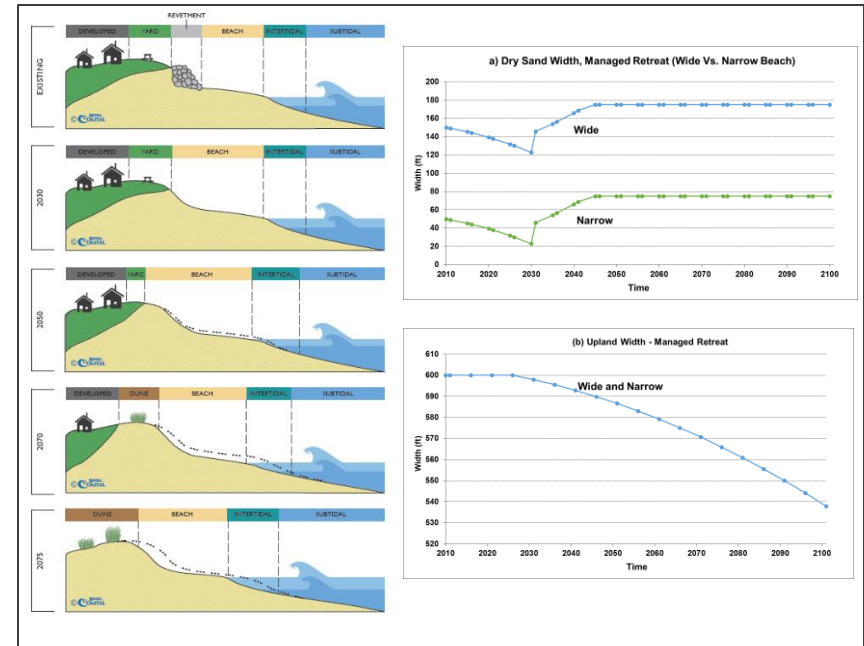 REVETMENT
DEVELOPED YARD BEACH INTERTIDAL SUBTIDAL
EXISTING
DEVELOPED YARD BEACH INTERTIDAL SUBTIDAL
2030
DEVELOPED YARD BEACH INTERTIDAL SUBTIDAL
2050
DEVELOPED DUNE BEACH INTERTIDAL SUBTIDAL
2070
DUNE BEACH INTERTIDAL SUBTIDAL
2075
a) Dry Sand Width, Managed Retreat (Wide Vs. Narrow Beach)
Width (ft)
200
180
160
140
120
100
80
60
40
20
0
Wide
Narrow
2010 2020 2030 2040 2050 2060 2070 2080 2090 2100
Time
(b) Upland Width - Managed Retreat
Width (ft)
610
600
590
580
570
560
550
540
530
520
Wide and Narrow
2010 2020 2030 2040 2050 2060 2070 2080 2090 2100
Time